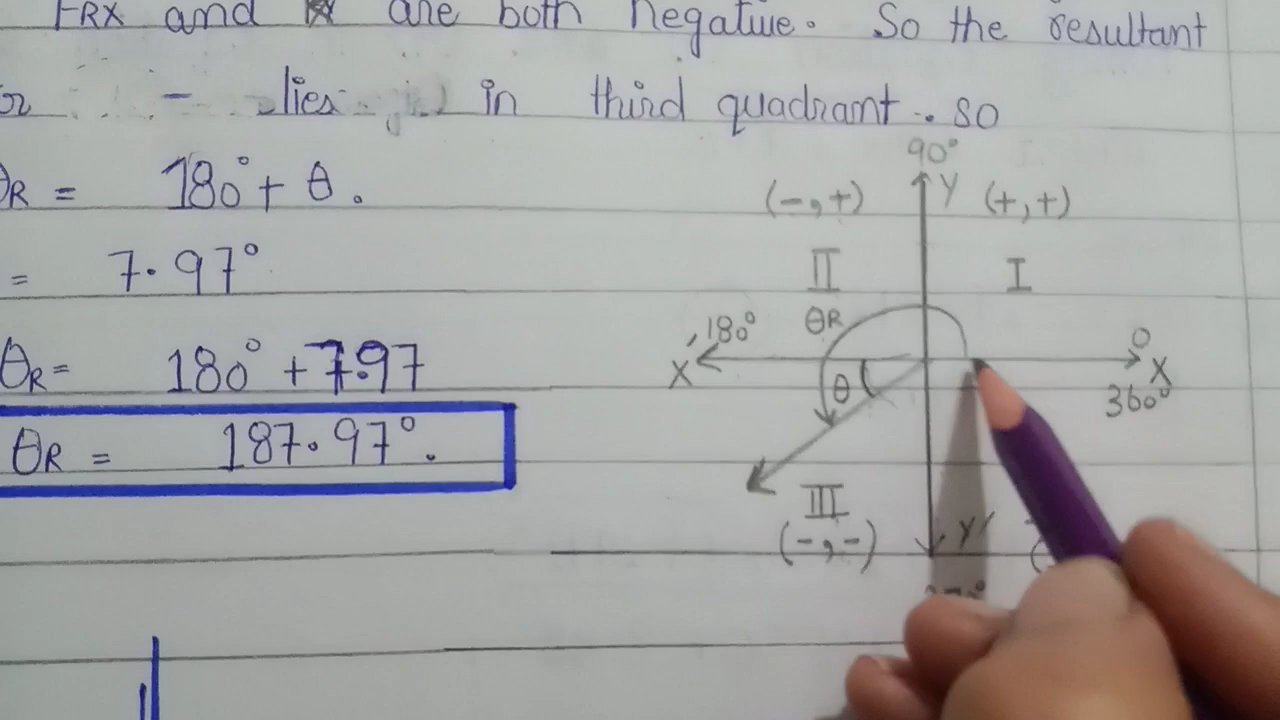 FRX and are both negative. So the resultant
or - lies in third quadrant. so
θR = 180° + θ.
= 7.97°
θR = 180° + 7.97
θR = 187.97°.
90°
Y
(-,+) (+,+)
II I
180° θR 0
X' θ X
360°
III
(-,-) Y'